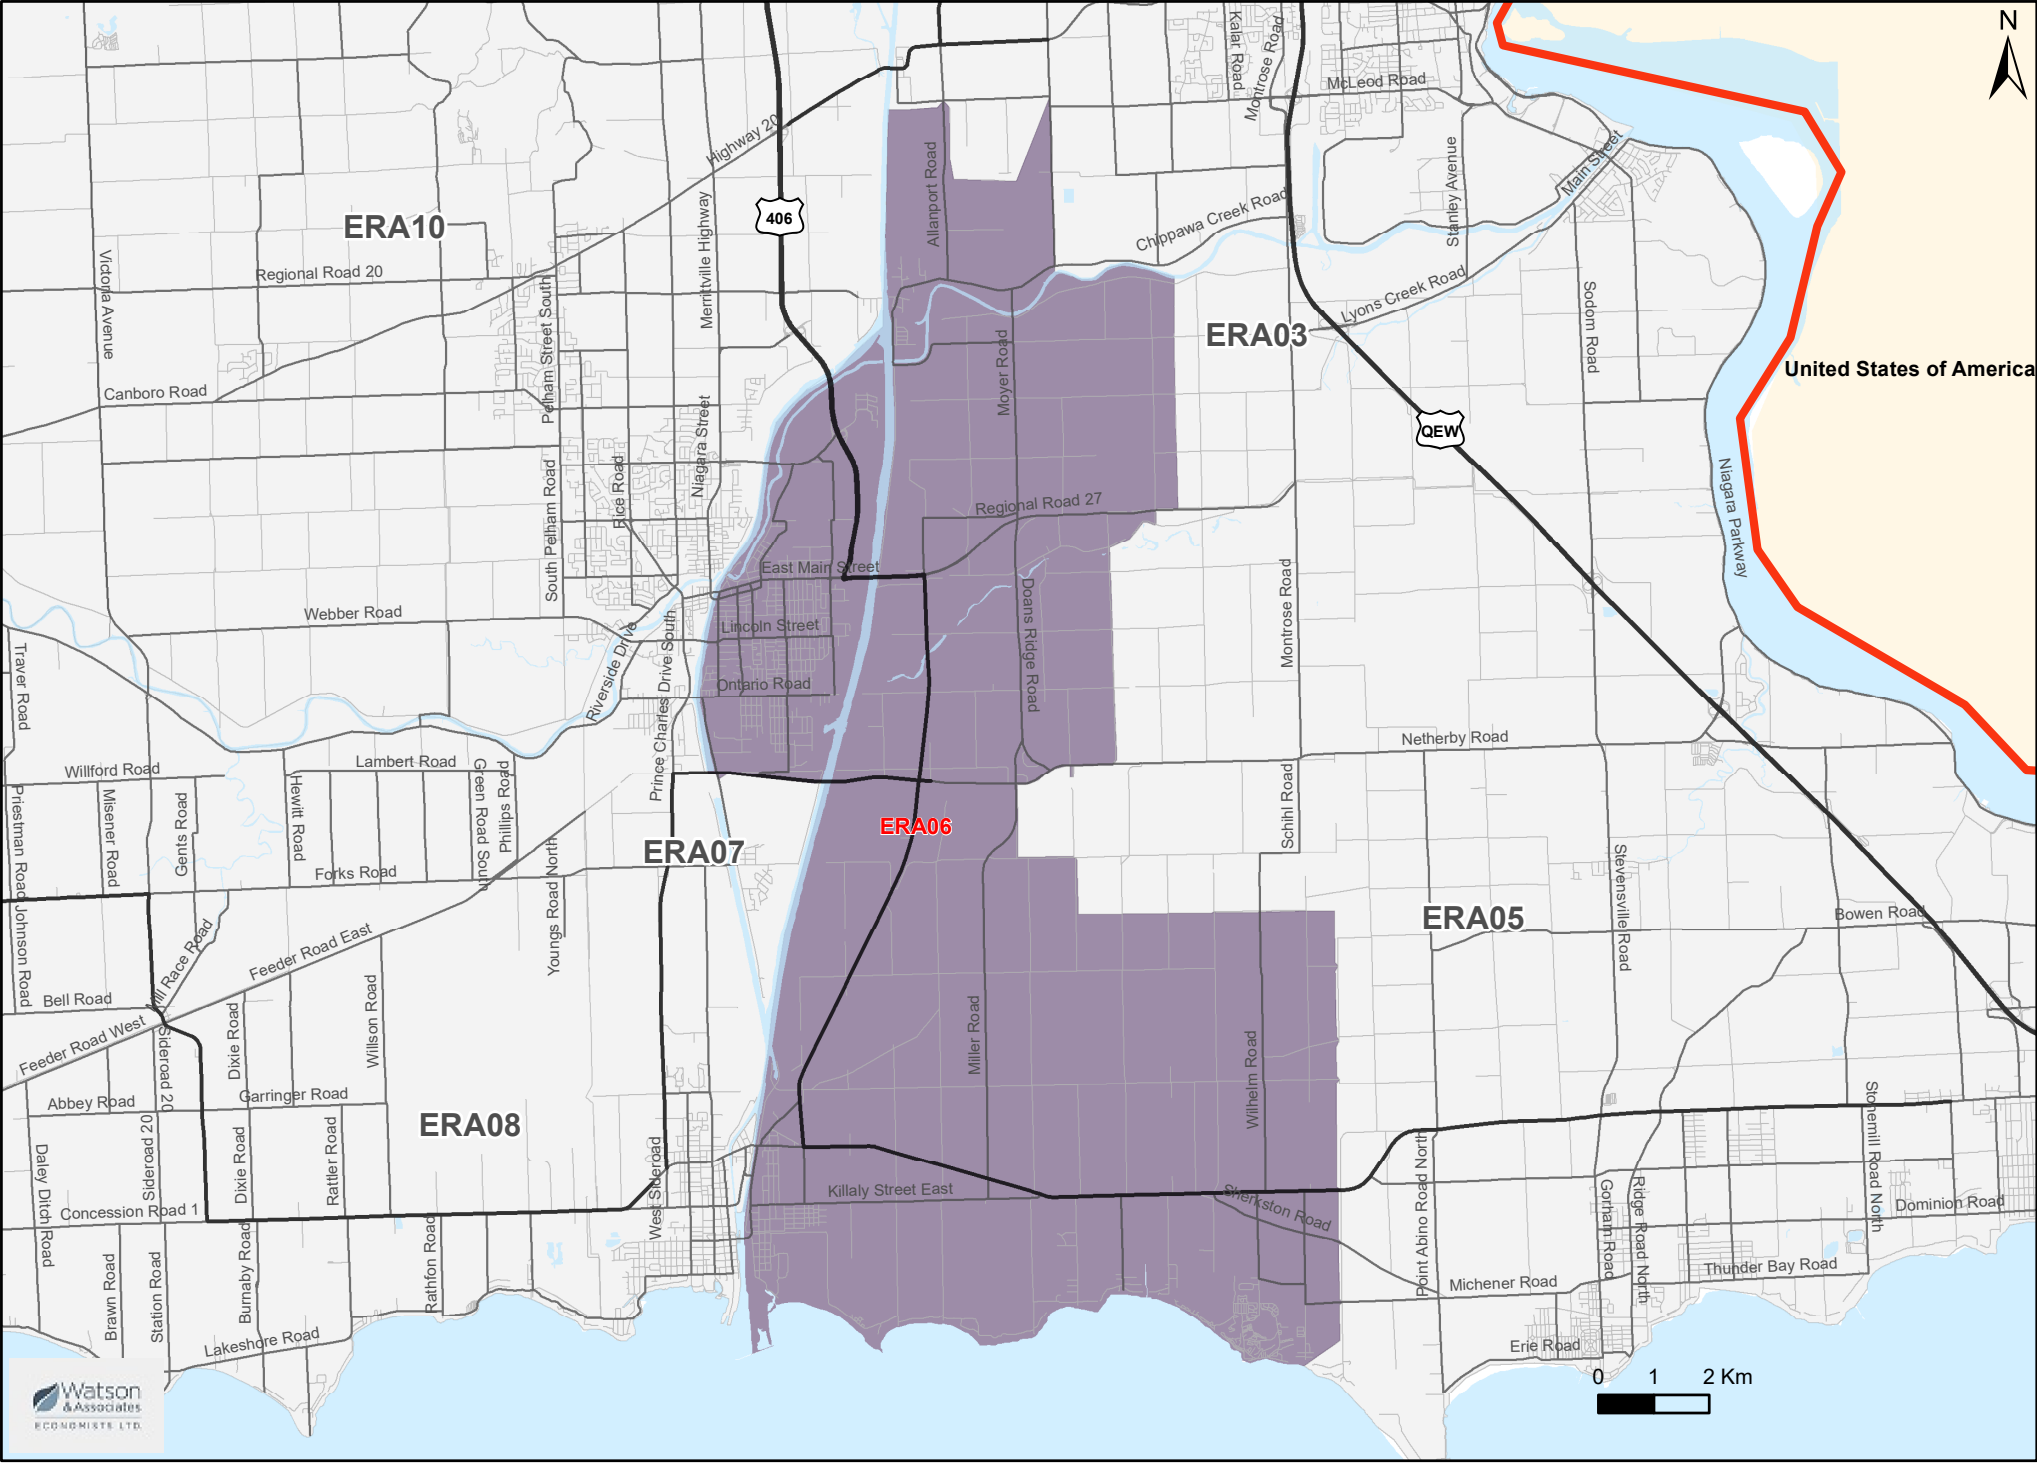 N
Kalar Road
Montrose Road
McLeod Road
Highway 20
Main Street
Allanport Road
Stanley Avenue
406
Merrittville Highway
ERA10
Chippawa Creek Road
Victoria Avenue
Regional Road 20
Pelham Street South
Lyons Creek Road
Sodom Road
ERA03
Moyer Road
United States of America
Canboro Road
Niagara Street
QEW
South Pelham Road
Rice Road
Niagara Parkway
Regional Road 27
East Main Street
Doans Ridge Road
Montrose Road
Webber Road
Lincoln Street
Riverside Drive
Prince Charles Drive South
Traver Road
Ontario Road
Netherby Road
Willford Road
Lambert Road
Green Road South
Phillips Road
Hewitt Road
Priestman Road
Misener Road
Gents Road
Schihl Road
ERA06
ERA07
Stevensville Road
Forks Road
Youngs Road North
ERA05
Bowen Road
Johnson Road
Mill Race Road
Feeder Road East
Bell Road
Feeder Road West
Sideroad 20
Dixie Road
Willson Road
Miller Road
Wilhelm Road
Abbey Road
Garringer Road
ERA08
Stonemill Road North
Sideroad 20
Dixie Road
Rattler Road
West Sideroad
Point Abino Road North
Daley Ditch Road
Killaly Street East
Sherkston Road
Gorham Road
Ridge Road North
Dominion Road
Concession Road 1
Brawn Road
Station Road
Burnaby Road
Rathfon Road
Michener Road
Thunder Bay Road
Lakeshore Road
Erie Road
0 1 2 Km
Watson
& Associates
ECONOMISTS LTD.